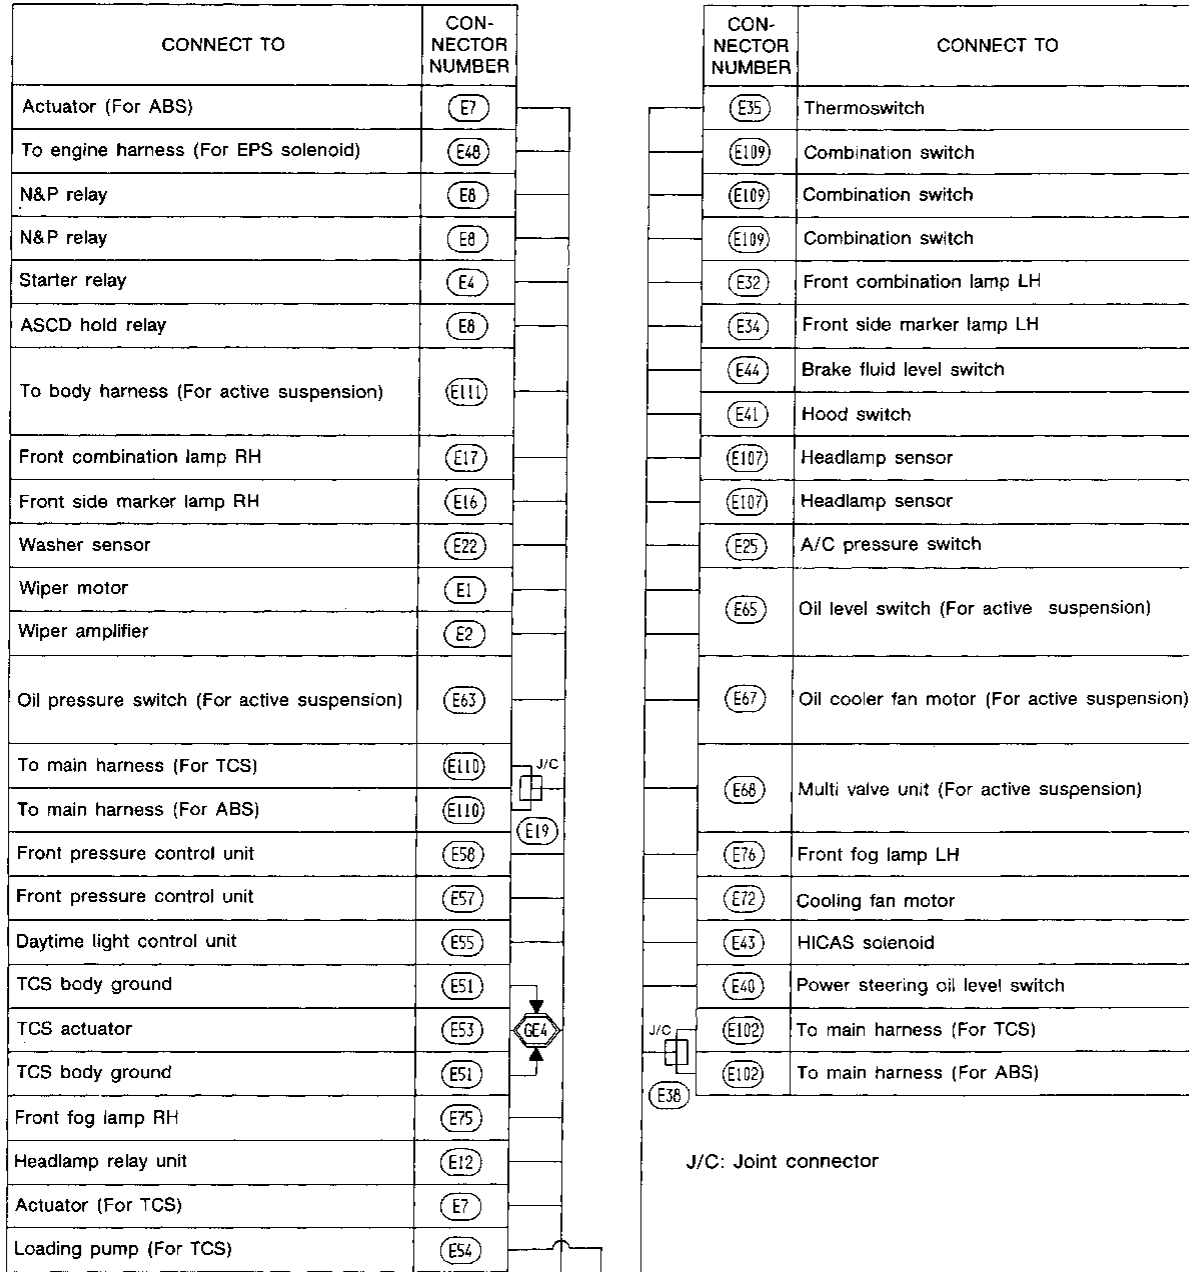 CONNECT TO
CON-
NECTOR
NUMBER
Actuator (For ABS) E7
To engine harness (For EPS solenoid) E48
N&P relay E8
N&P relay E8
Starter relay E4
ASCD hold relay E8
To body harness (For active suspension) E111
Front combination lamp RH E17
Front side marker lamp RH E16
Washer sensor E22
Wiper motor E1
Wiper amplifier E2
Oil pressure switch (For active suspension) E63
To main harness (For TCS) E110 J/C
To main harness (For ABS) E110
E19
Front pressure control unit E58
Front pressure control unit E57
Daytime light control unit E55
TCS body ground E51
TCS actuator E53 GE4
TCS body ground E51
Front fog lamp RH E75
Headlamp relay unit E12
Actuator (For TCS) E7
Loading pump (For TCS) E54
CON-
NECTOR
NUMBER
CONNECT TO
E35 Thermoswitch
E109 Combination switch
E109 Combination switch
E109 Combination switch
E32 Front combination lamp LH
E34 Front side marker lamp LH
E44 Brake fluid level switch
E41 Hood switch
E107 Headlamp sensor
E107 Headlamp sensor
E25 A/C pressure switch
E65 Oil level switch (For active suspension)
E67 Oil cooler fan motor (For active suspension)
E68 Multi valve unit (For active suspension)
E76 Front fog lamp LH
E72 Cooling fan motor
E43 HICAS solenoid
E40 Power steering oil level switch
J/C E102 To main harness (For TCS)
E102 To main harness (For ABS)
E38
J/C: Joint connector